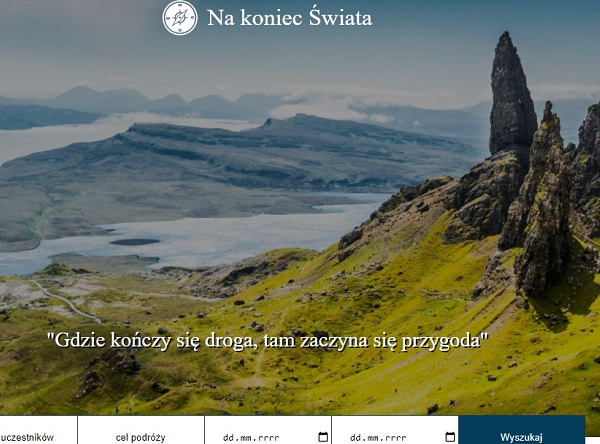 Na koniec Świata
"Gdzie kończy się droga, tam zaczyna się przygoda"
uczestników cel podróży dd.mm.rrrr dd.mm.rrrr Wyszukaj